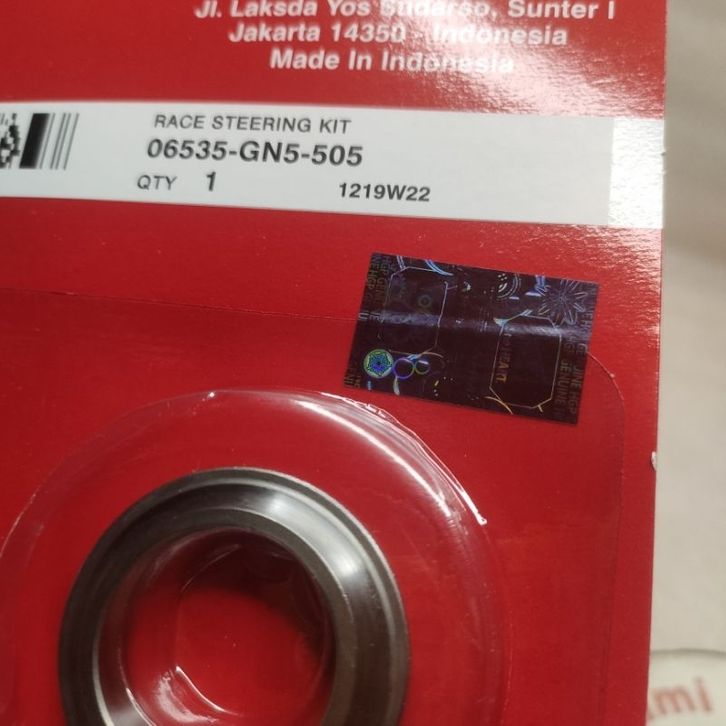 Jl. Laksda Yos Sudarso, Sunter I
Jakarta 14350 - Indonesia
Made In Indonesia
RACE STEERING KIT
06535-GN5-505
QTY 1
1219W22